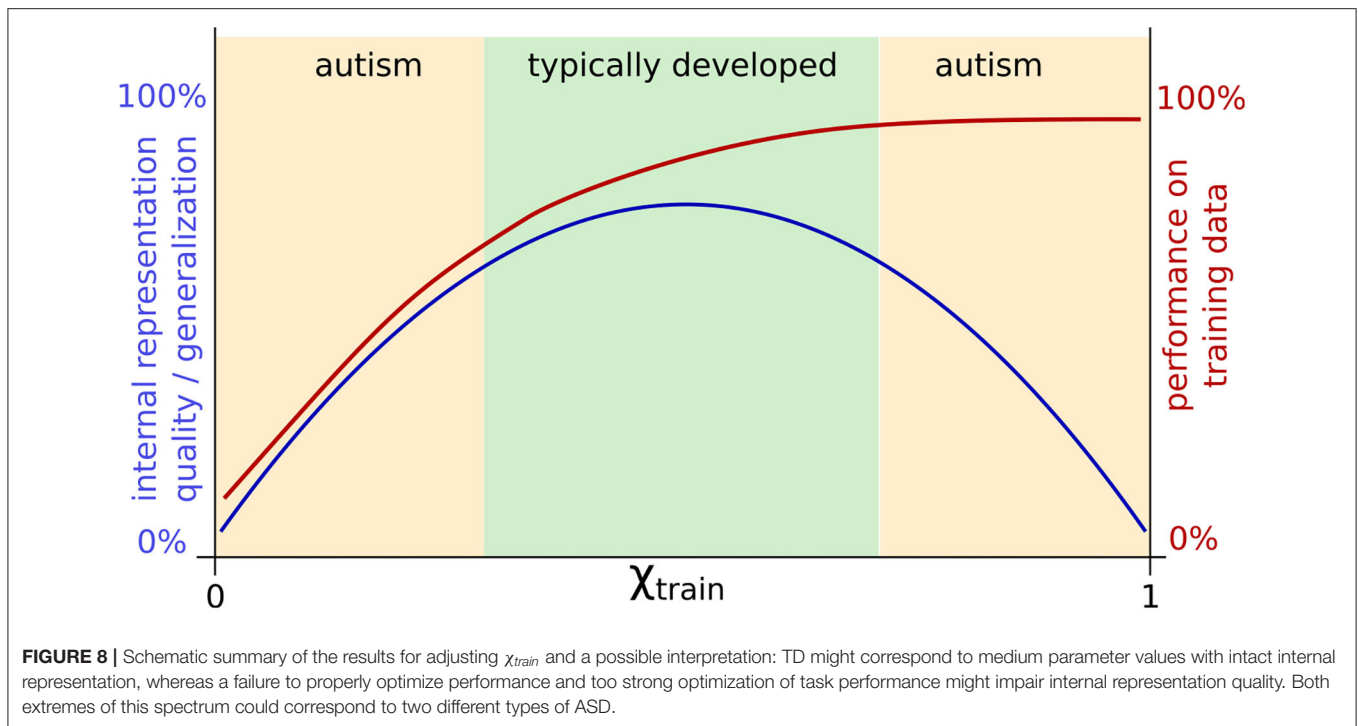 autism
typically developed
autism
100%
100%
internal representation
quality / generalization
performance on
training data
0%
0%
0
χtrain
1
FIGURE 8 | Schematic summary of the results for adjusting χtrain and a possible interpretation: TD might correspond to medium parameter values with intact internal
representation, whereas a failure to properly optimize performance and too strong optimization of task performance might impair internal representation quality. Both
extremes of this spectrum could correspond to two different types of ASD.